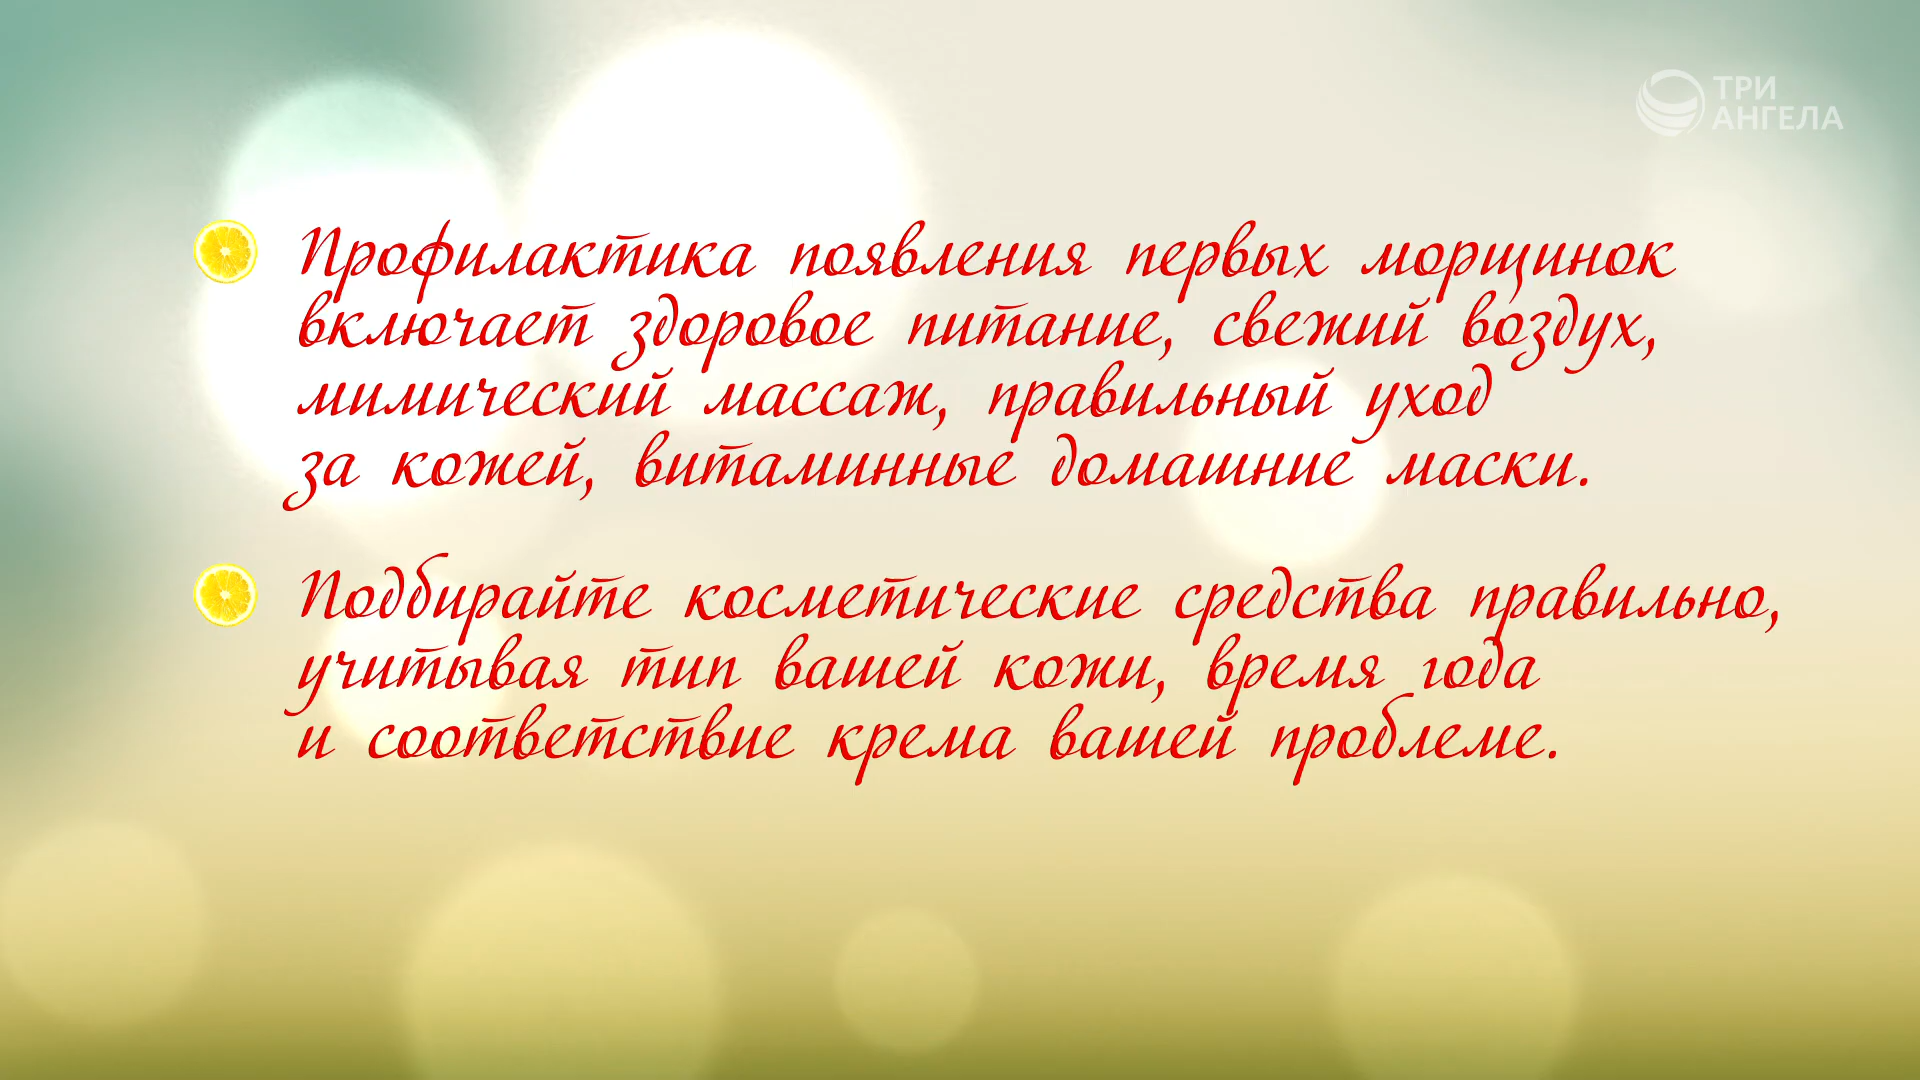 ТРИ
АНГЕЛА
Профилактика появления первых морщинок
включает здоровое питание, свежий воздух,
мимический массаж, правильный уход
за кожей, витаминные домашние маски.
Подбирайте косметические средства правильно,
учитывая тип вашей кожи, время года
и соответствие крема вашей проблеме.